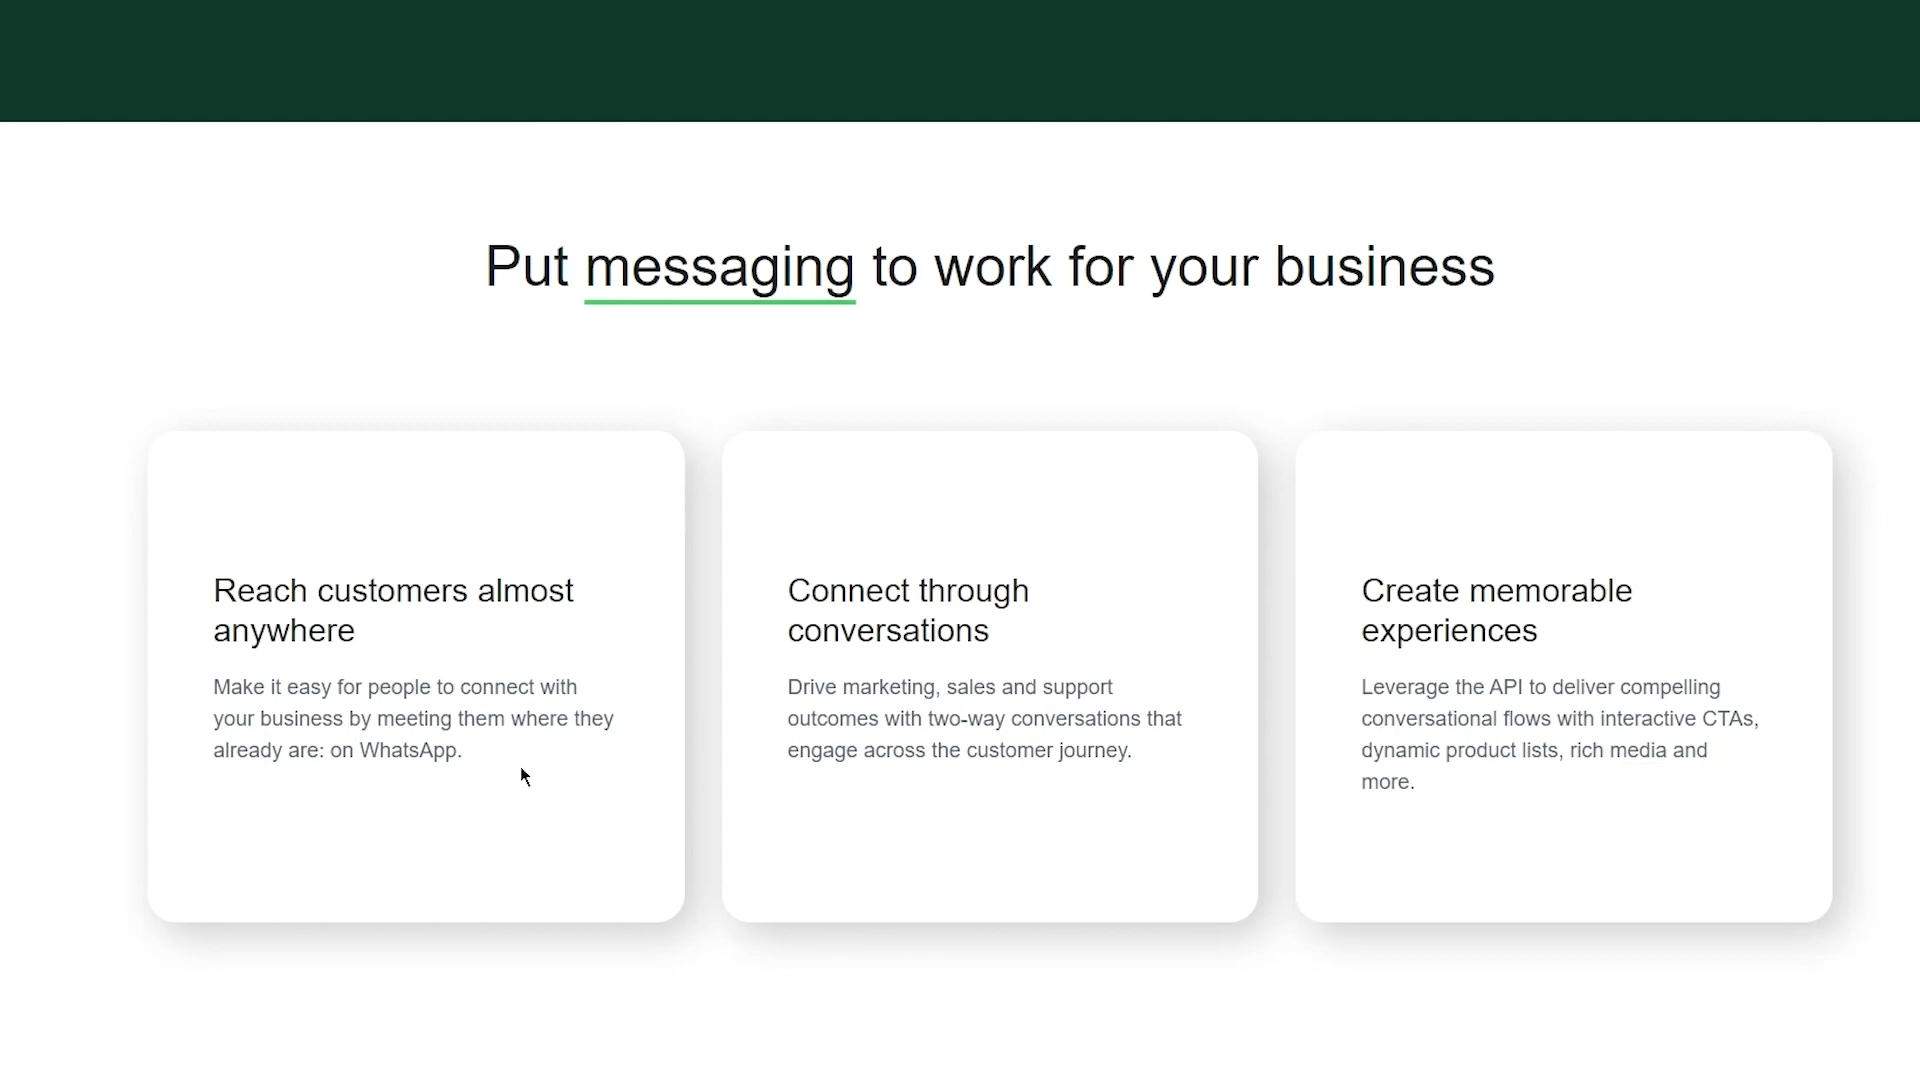 Put messaging to work for your business
Reach customers almost
anywhere
Make it easy for people to connect with
your business by meeting them where they
already are: on WhatsApp.
Connect through
conversations
Drive marketing, sales and support
outcomes with two-way conversations that
engage across the customer journey.
Create memorable
experiences
Leverage the API to deliver compelling
conversational flows with interactive CTAs,
dynamic product lists, rich media and
more.